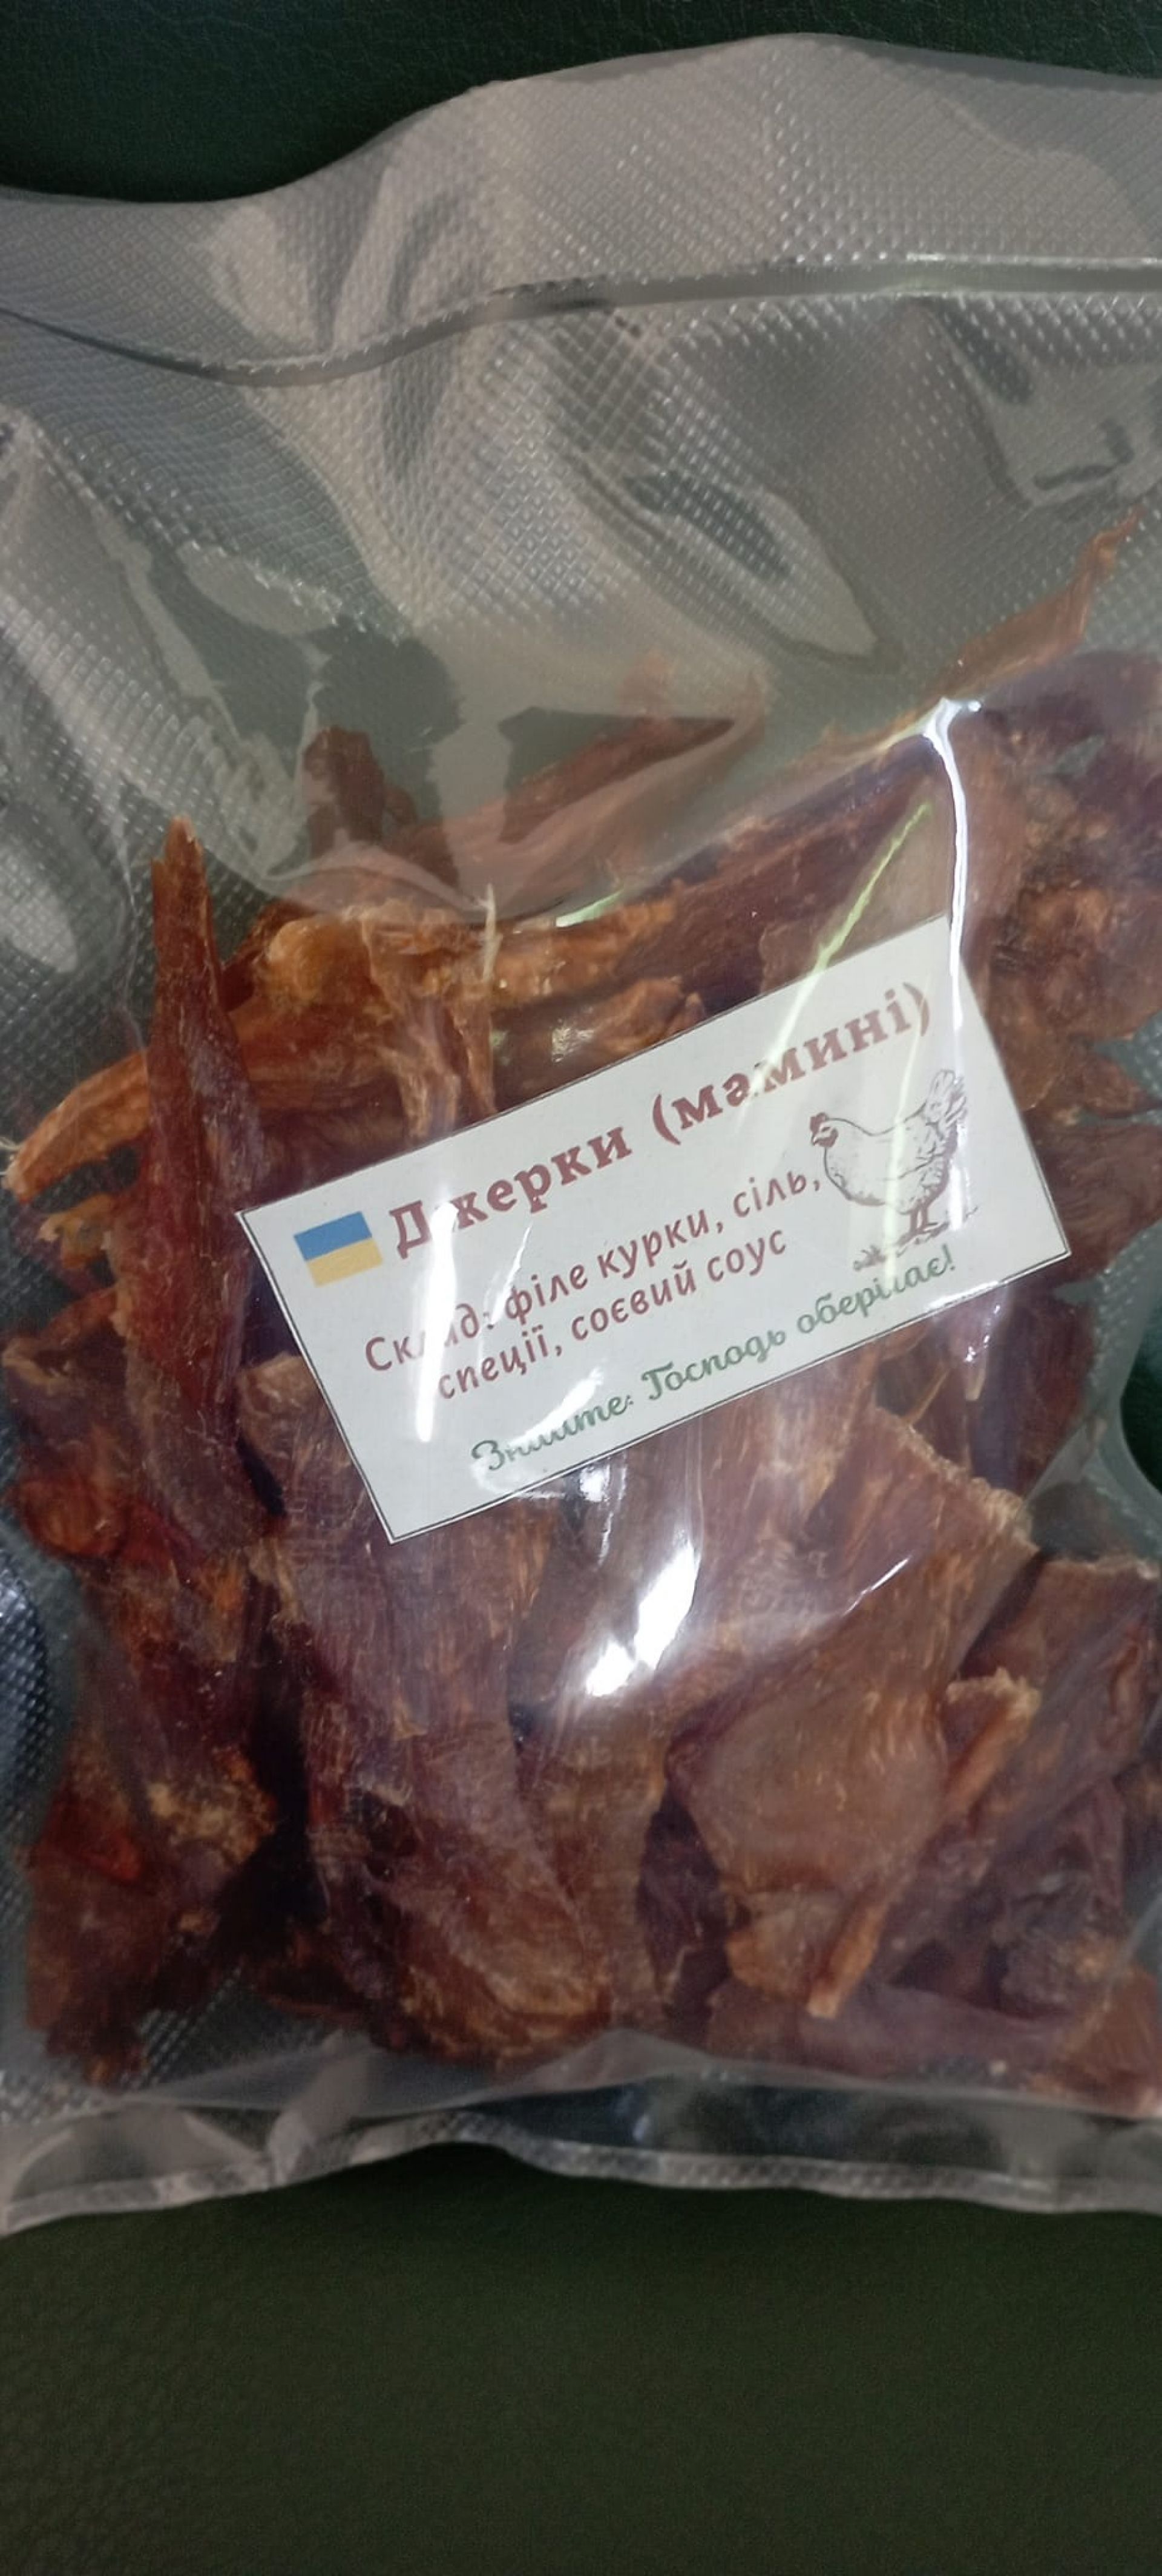 Джерки (мамині)
Склад: філе курки, сіль,
спеції, соєвий соус
Знайте: Господь оберігає!